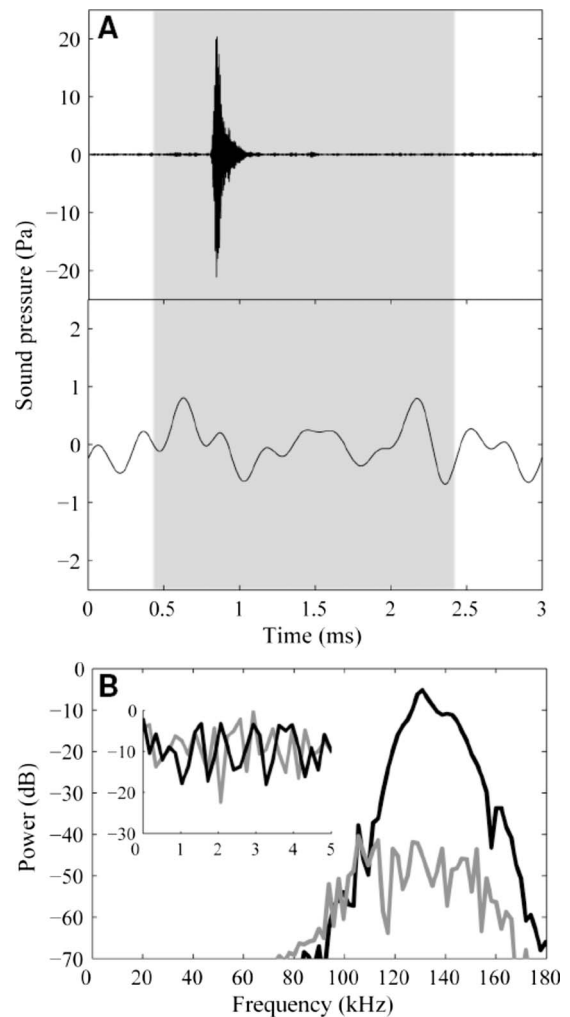 A
20
10
0
−10
−20
Sound pressure (Pa)
2
1
0
−1
−2
0 0.5 1 1.5 2 2.5 3
Time (ms)
B
0
−10
−20
−30
−40
−50
−60
−70
Power (dB)
0
−10
−20
−30
0 1 2 3 4 5
0 20 40 60 80 100 120 140 160 180
Frequency (kHz)